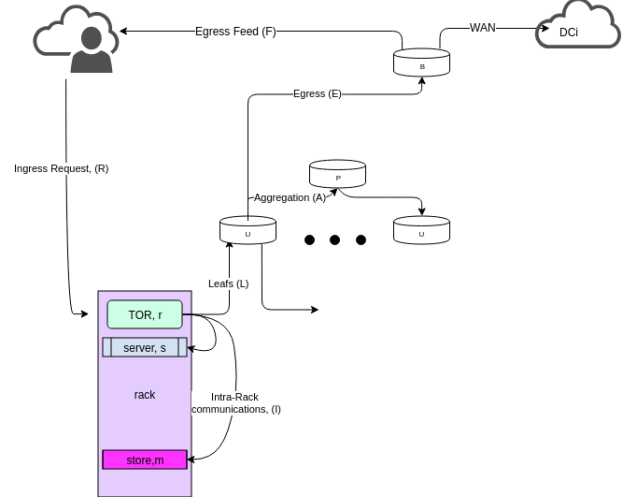 Egress Feed (F)
WAN
DCi
B
Egress (E)
Ingress Request, (R)
P
Aggregation (A)
U
U
Leafs (L)
TOR, r
server, s
rack
Intra-Rack
communications, (I)
store,m